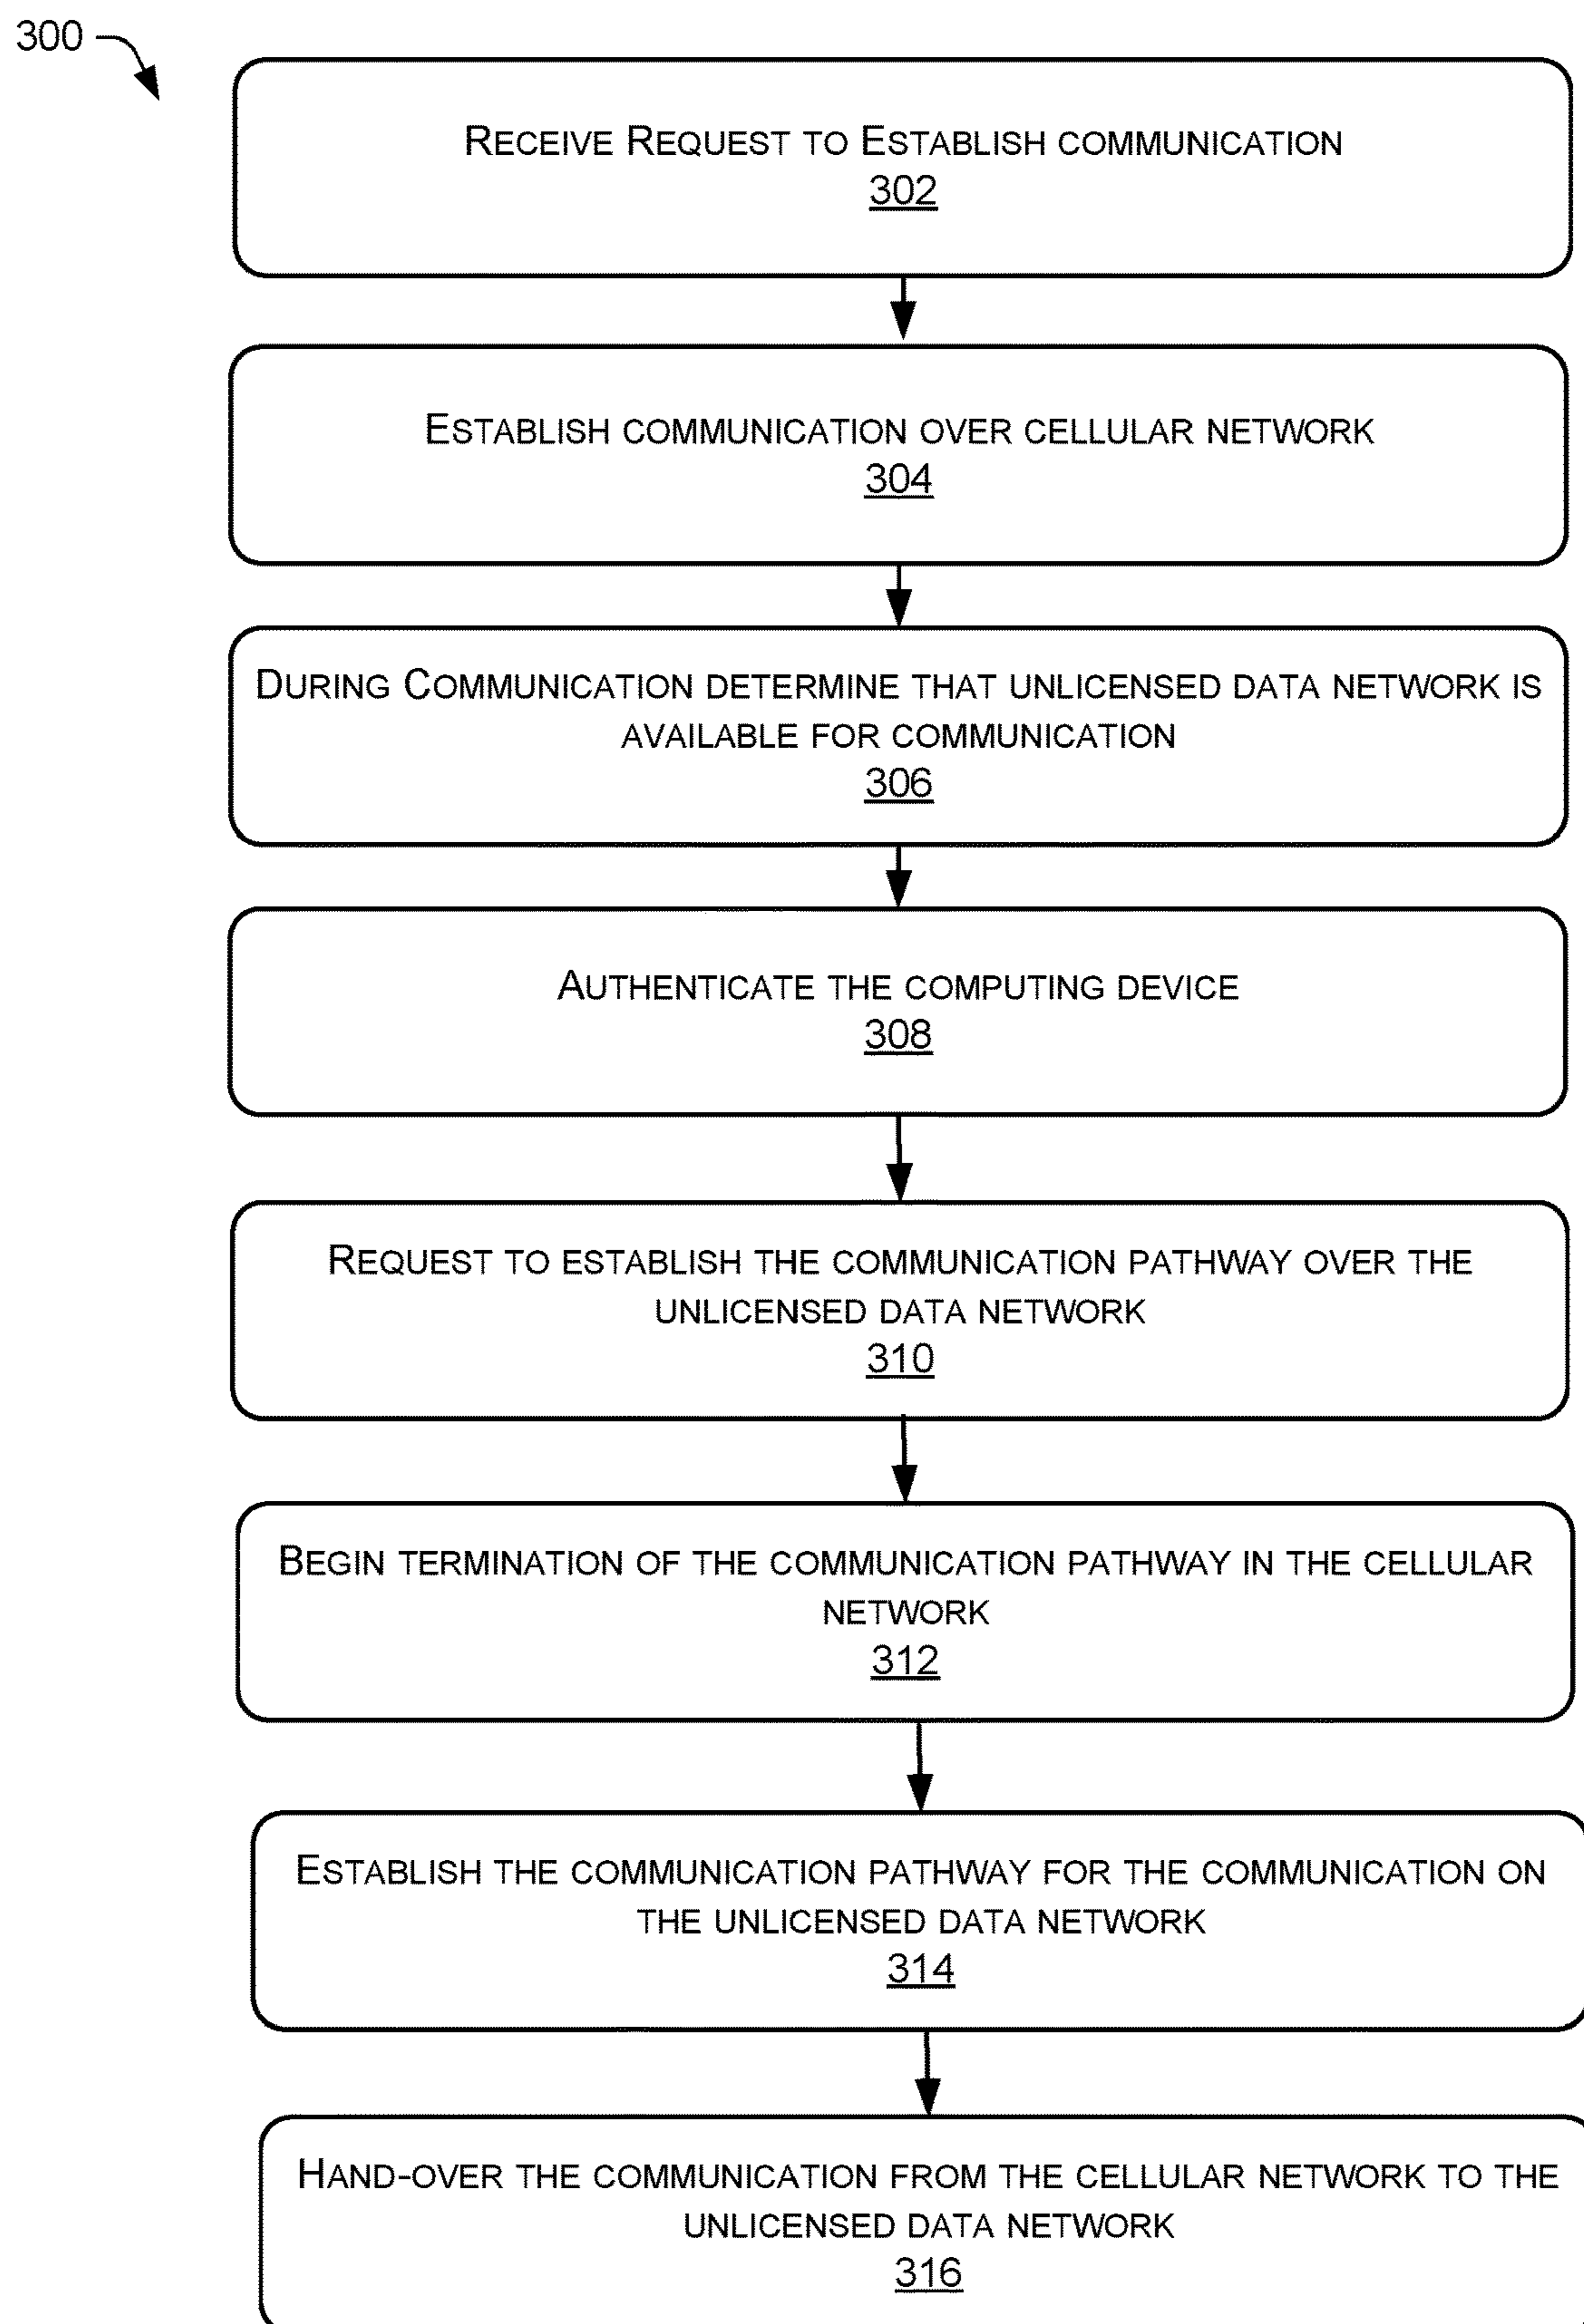 300
RECEIVE REQUEST TO ESTABLISH COMMUNICATION
302
ESTABLISH COMMUNICATION OVER CELLULAR NETWORK
304
DURING COMMUNICATION DETERMINE THAT UNLICENSED DATA NETWORK IS
AVAILABLE FOR COMMUNICATION
306
AUTHENTICATE THE COMPUTING DEVICE
308
REQUEST TO ESTABLISH THE COMMUNICATION PATHWAY OVER THE
UNLICENSED DATA NETWORK
310
BEGIN TERMINATION OF THE COMMUNICATION PATHWAY IN THE CELLULAR
NETWORK
312
ESTABLISH THE COMMUNICATION PATHWAY FOR THE COMMUNICATION ON
THE UNLICENSED DATA NETWORK
314
HAND-OVER THE COMMUNICATION FROM THE CELLULAR NETWORK TO THE
UNLICENSED DATA NETWORK
316